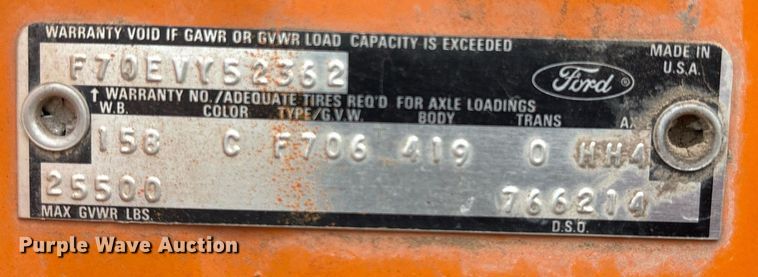 WARRANTY VOID IF GAWR OR GVWR LOAD CAPACITY IS EXCEEDED
MADE IN U.S.A.
F70EVY52362
Ford ®
↑ WARRANTY NO./ADEQUATE TIRES REQ'D FOR AXLE LOADINGS
W.B. COLOR TYPE/G.V.W. BODY TRANS AX
158 C F706 419 0 HH4
25500 766214
MAX GVWR LBS. D.S.O.
Purple Wave Auction